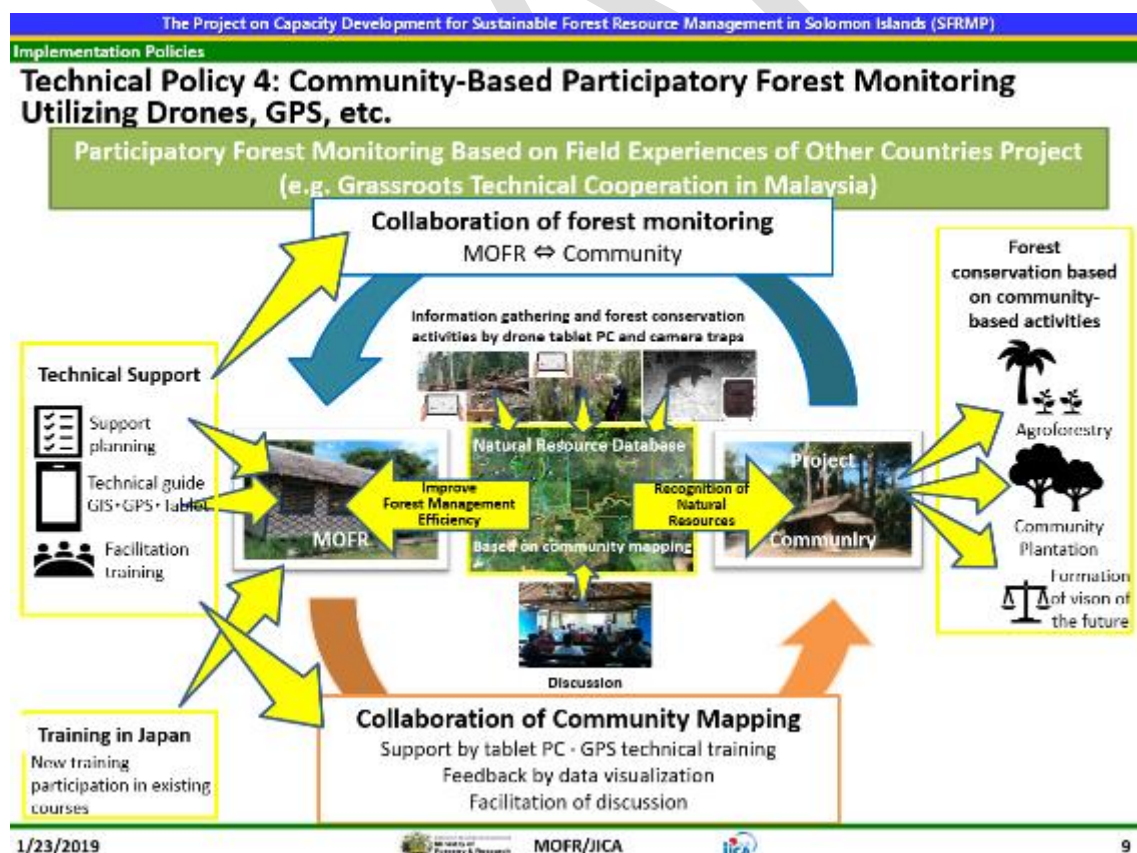 The Project on Capacity Development for Sustainable Forest Resource Management in Solomon Islands (SFRMP)
Implementation Policies
Technical Policy 4: Community-Based Participatory Forest Monitoring
Utilizing Drones, GPS, etc.
Participatory Forest Monitoring Based on Field Experiences of Other Countries Project
(e.g. Grassroots Technical Cooperation in Malaysia)
Collaboration of forest monitoring
MOFR ⇔ Community
Information gathering and forest conservation
activities by drone tablet PC and camera traps
Technical Support
Support
planning
Technical guide
GIS・GPS・Tablet
Facilitation
training
MOFR
Improve
Forest Management
Efficiency
Natural Resource Database
Based on community mapping
Recognition of
Natural
Resources
Project
Communiry
Discussion
Forest
conservation based
on community-
based activities
Agroforestry
Community
Plantation
Formation
of vison of
the future
Training in Japan
New training
participation in existing
courses
Collaboration of Community Mapping
Support by tablet PC · GPS technical training
Feedback by data visualization
Facilitation of discussion
1/23/2019
MOFR/JICA
jica
9